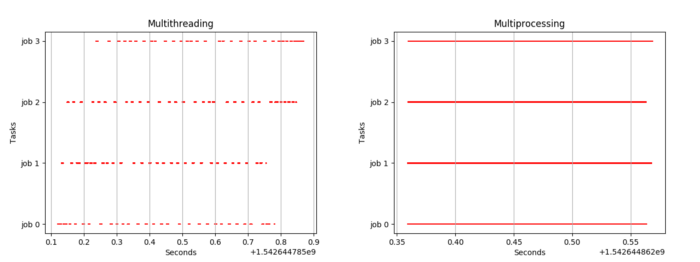 Multithreading
Tasks
job 3
job 2
job 1
job 0
0.1 0.2 0.3 0.4 0.5 0.6 0.7 0.8 0.9
Seconds
+1.542644785e9
Multiprocessing
Tasks
job 3
job 2
job 1
job 0
0.35 0.40 0.45 0.50 0.55
Seconds
+1.542644862e9